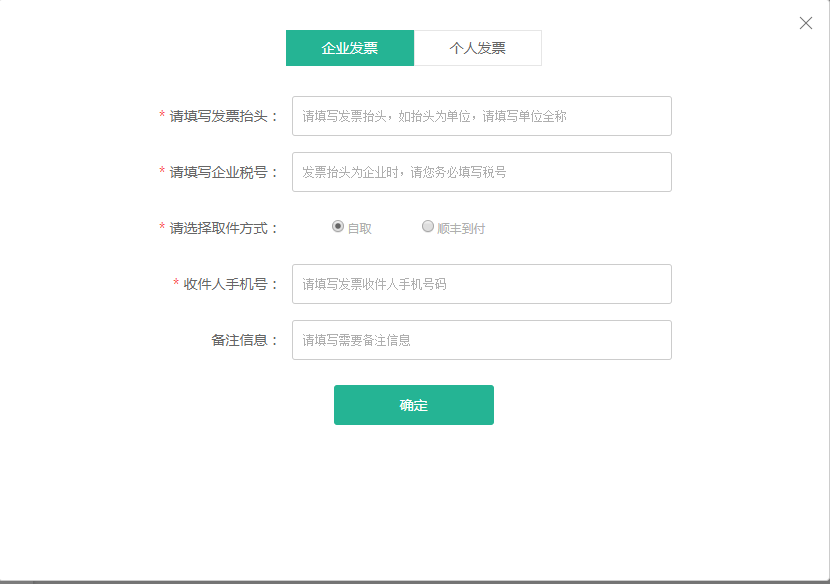 企业发票 个人发票
* 请填写发票抬头： 请填写发票抬头，如抬头为单位，请填写单位全称
* 请填写企业税号： 发票抬头为企业时，请您务必填写税号
* 请选择取件方式： 自取 顺丰到付
* 收件人手机号： 请填写发票收件人手机号码
备注信息： 请填写需要备注信息
确定